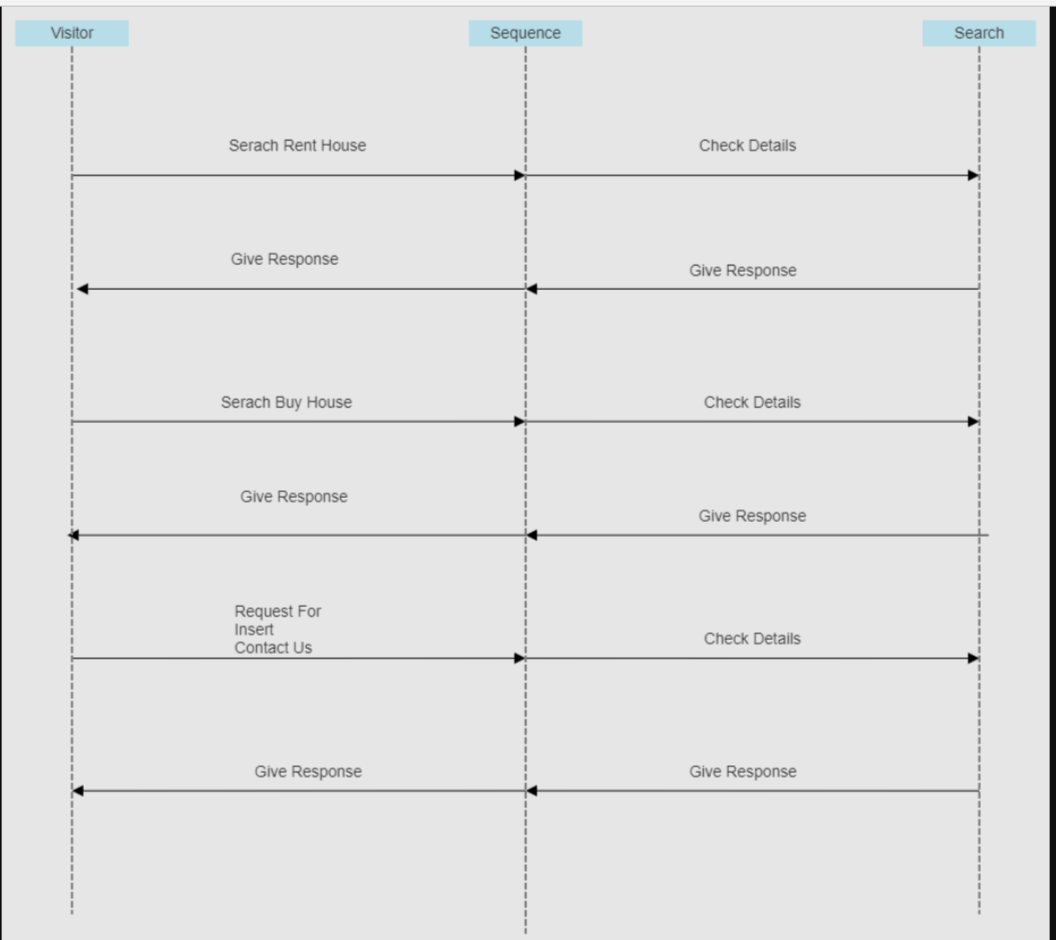 Visitor
Sequence
Search
Serach Rent House
Check Details
Give Response
Give Response
Serach Buy House
Check Details
Give Response
Give Response
Request For
Insert
Contact Us
Check Details
Give Response
Give Response